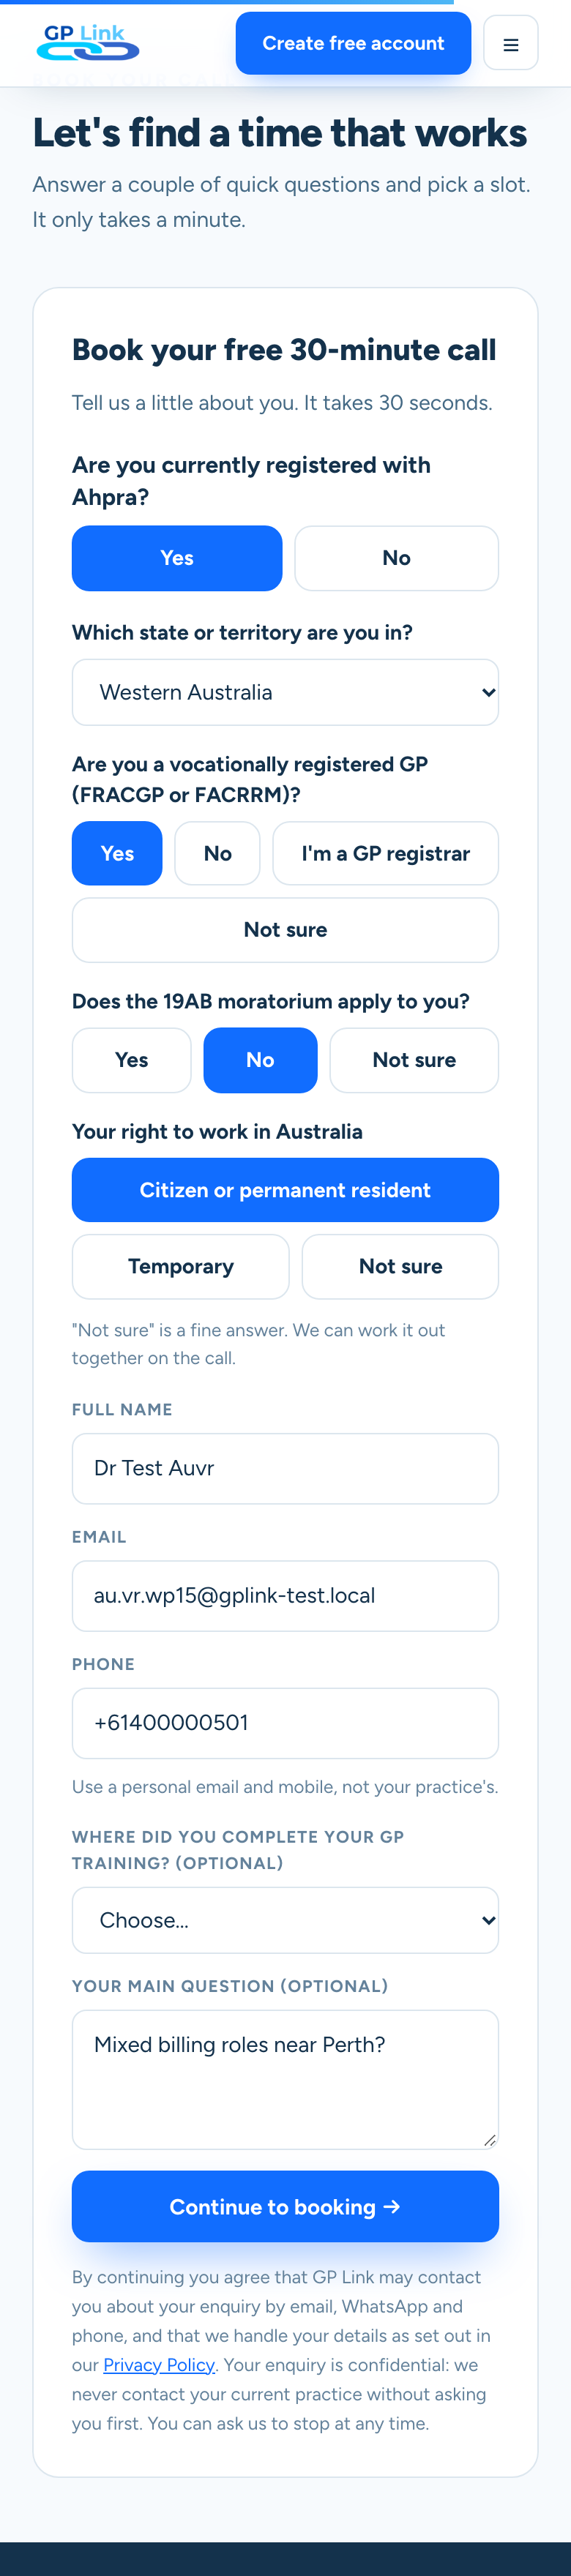 GP Link
Create free account
BOOK YOUR CALL
Let's find a time that works
Answer a couple of quick questions and pick a slot.
It only takes a minute.
Book your free 30-minute call
Tell us a little about you. It takes 30 seconds.
Are you currently registered with
Ahpra?
Yes
No
Which state or territory are you in?
Western Australia
Are you a vocationally registered GP
(FRACGP or FACRRM)?
Yes
No
I'm a GP registrar
Not sure
Does the 19AB moratorium apply to you?
Yes
No
Not sure
Your right to work in Australia
Citizen or permanent resident
Temporary
Not sure
"Not sure" is a fine answer. We can work it out
together on the call.
FULL NAME
Dr Test Auvr
EMAIL
au.vr.wp15@gplink-test.local
PHONE
+61400000501
Use a personal email and mobile, not your practice's.
WHERE DID YOU COMPLETE YOUR GP
TRAINING? (OPTIONAL)
Choose...
YOUR MAIN QUESTION (OPTIONAL)
Mixed billing roles near Perth?
Continue to booking →
By continuing you agree that GP Link may contact
you about your enquiry by email, WhatsApp and
phone, and that we handle your details as set out in
our Privacy Policy. Your enquiry is confidential: we
never contact your current practice without asking
you first. You can ask us to stop at any time.